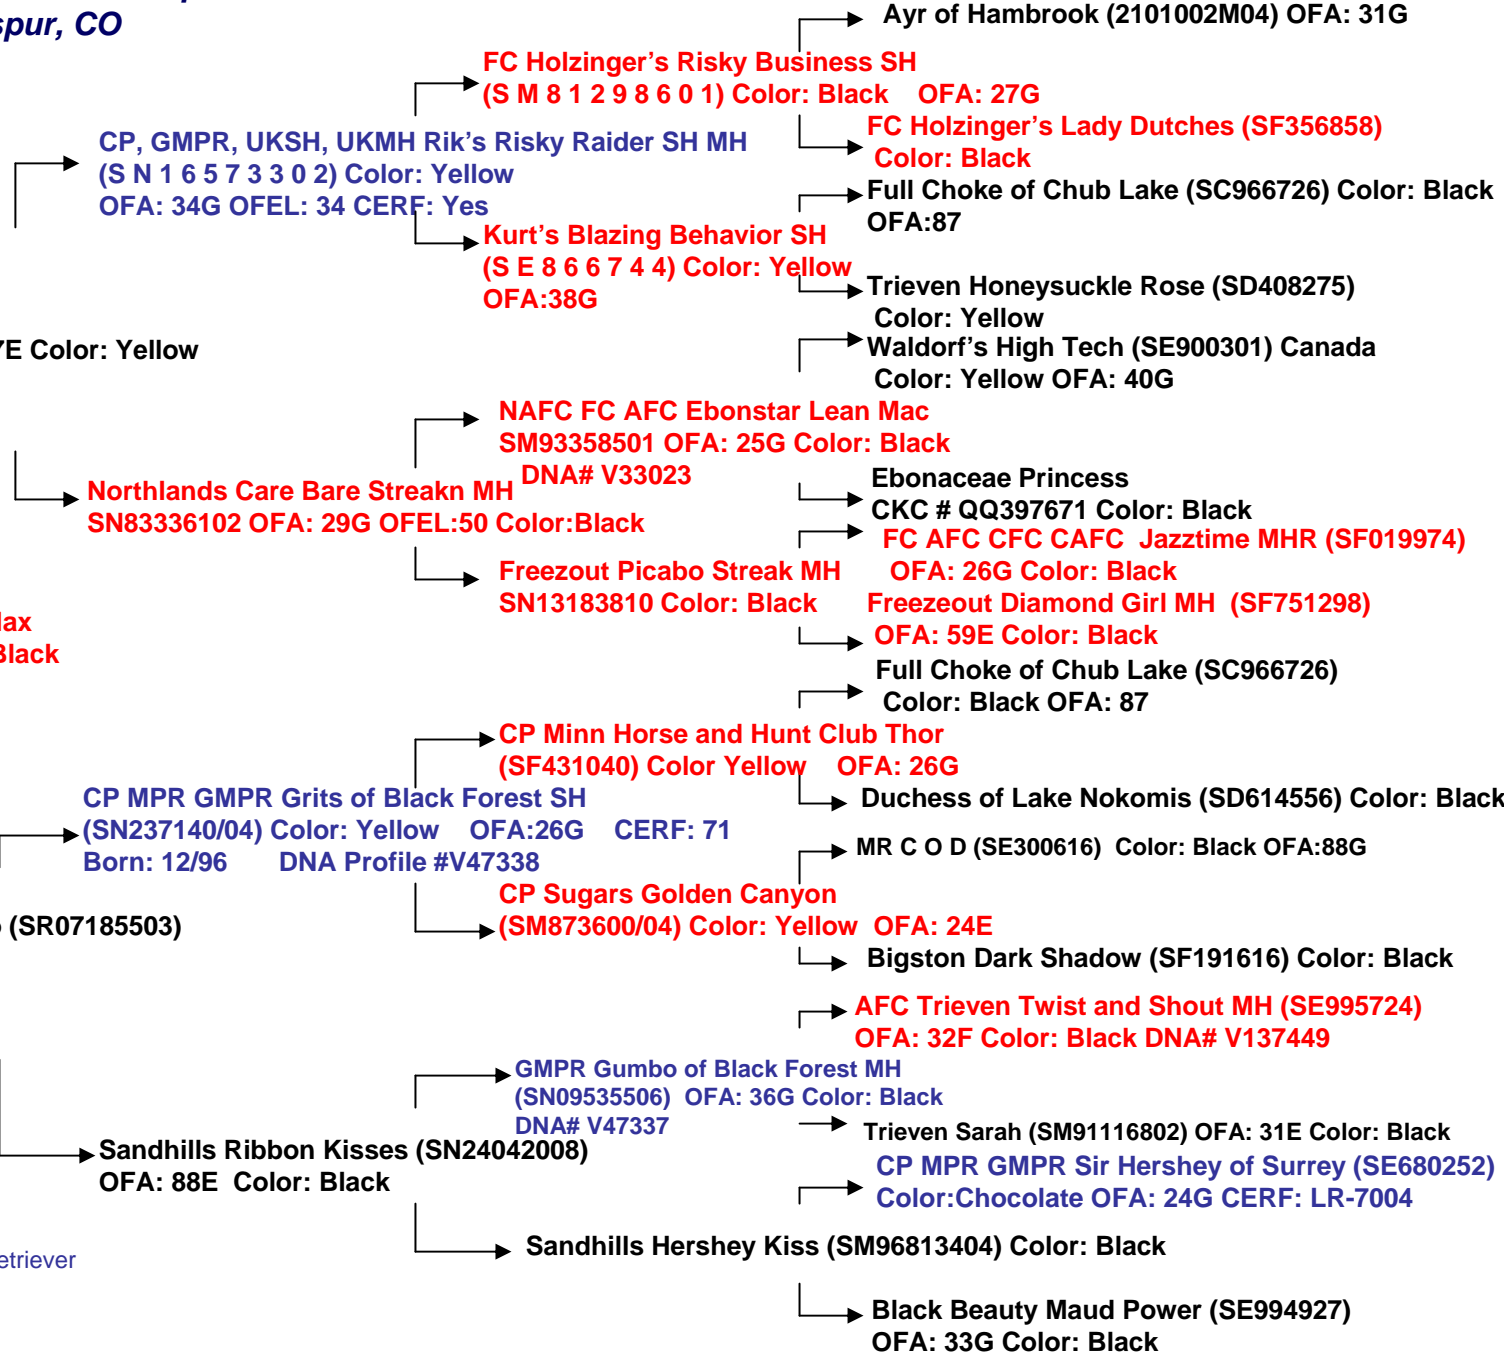 spur, CO
Ayr of Hambrook (2101002M04) OFA: 31G
FC Holzinger's Risky Business SH
(S M 8 1 2 9 8 6 0 1) Color: Black OFA: 27G
FC Holzinger's Lady Dutches (SF356858)
Color: Black
CP, GMPR, UKSH, UKMH Rik's Risky Raider SH MH
(S N 1 6 5 7 3 3 0 2) Color: Yellow
OFA: 34G OFEL: 34 CERF: Yes
Full Choke of Chub Lake (SC966726) Color: Black
OFA:87
Kurt's Blazing Behavior SH
(S E 8 6 6 7 4 4) Color: Yellow
OFA:38G
Trieven Honeysuckle Rose (SD408275)
Color: Yellow
7E Color: Yellow
Waldorf's High Tech (SE900301) Canada
Color: Yellow OFA: 40G
NAFC FC AFC Ebonstar Lean Mac
SM93358501 OFA: 25G Color: Black
DNA# V33023
Ebonaceae Princess
CKC # QQ397671 Color: Black
Northlands Care Bare Streakn MH
SN83336102 OFA: 29G OFEL:50 Color:Black
FC AFC CFC CAFC Jazztime MHR (SF019974)
OFA: 26G Color: Black
Freezout Picabo Streak MH
SN13183810 Color: Black
Freezeout Diamond Girl MH (SF751298)
OFA: 59E Color: Black
lax
Black
Full Choke of Chub Lake (SC966726)
Color: Black OFA: 87
CP Minn Horse and Hunt Club Thor
(SF431040) Color Yellow OFA: 26G
Duchess of Lake Nokomis (SD614556) Color: Black
CP MPR GMPR Grits of Black Forest SH
(SN237140/04) Color: Yellow OFA:26G CERF: 71
Born: 12/96 DNA Profile #V47338
MR C O D (SE300616) Color: Black OFA:88G
CP Sugars Golden Canyon
(SM873600/04) Color: Yellow OFA: 24E
(SR07185503)
Bigston Dark Shadow (SF191616) Color: Black
AFC Trieven Twist and Shout MH (SE995724)
OFA: 32F Color: Black DNA# V137449
GMPR Gumbo of Black Forest MH
(SN09535506) OFA: 36G Color: Black
DNA# V47337
Trieven Sarah (SM91116802) OFA: 31E Color: Black
Sandhills Ribbon Kisses (SN24042008)
OFA: 88E Color: Black
CP MPR GMPR Sir Hershey of Surrey (SE680252)
Color:Chocolate OFA: 24G CERF: LR-7004
Sandhills Hershey Kiss (SM96813404) Color: Black
etriever
Black Beauty Maud Power (SE994927)
OFA: 33G Color: Black